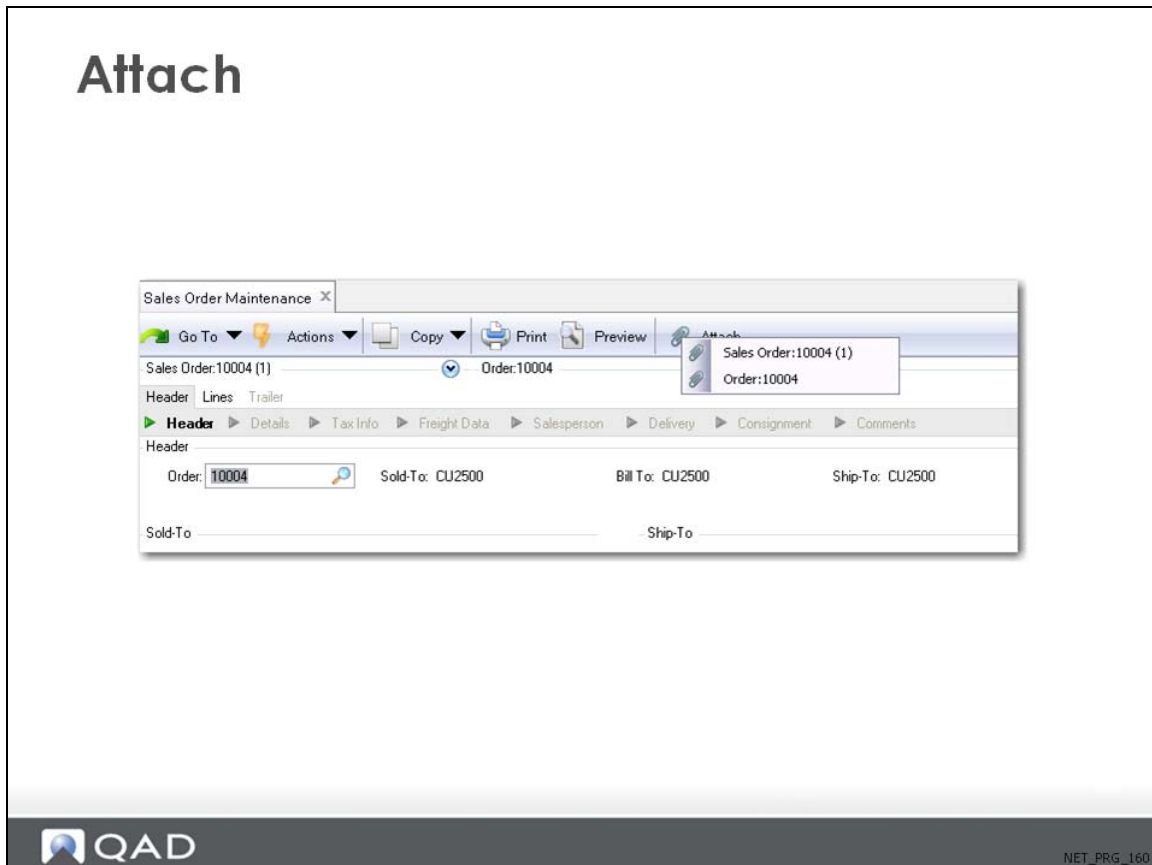 Attach
Sales Order Maintenance X
Go To Actions Copy Print Preview Attach
Sales Order:10004 (1)
Order:10004
Sales Order:10004 (1) Order:10004
Header Lines Trailer
Header Details Tax Info Freight Data Salesperson Delivery Consignment Comments
Header
Order: 10004 Sold-To: CU2500 Bill To: CU2500 Ship-To: CU2500
Sold-To Ship-To
QAD
NET_PRG_160